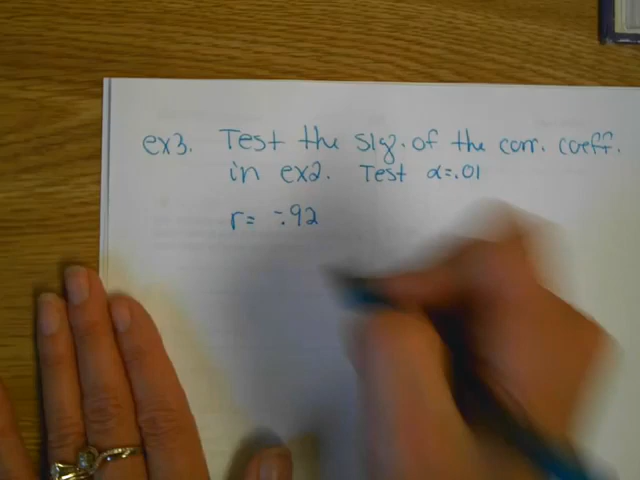 ex3. Test the sig. of the corr. coeff.
in ex2. Test α=.01
r= -.92